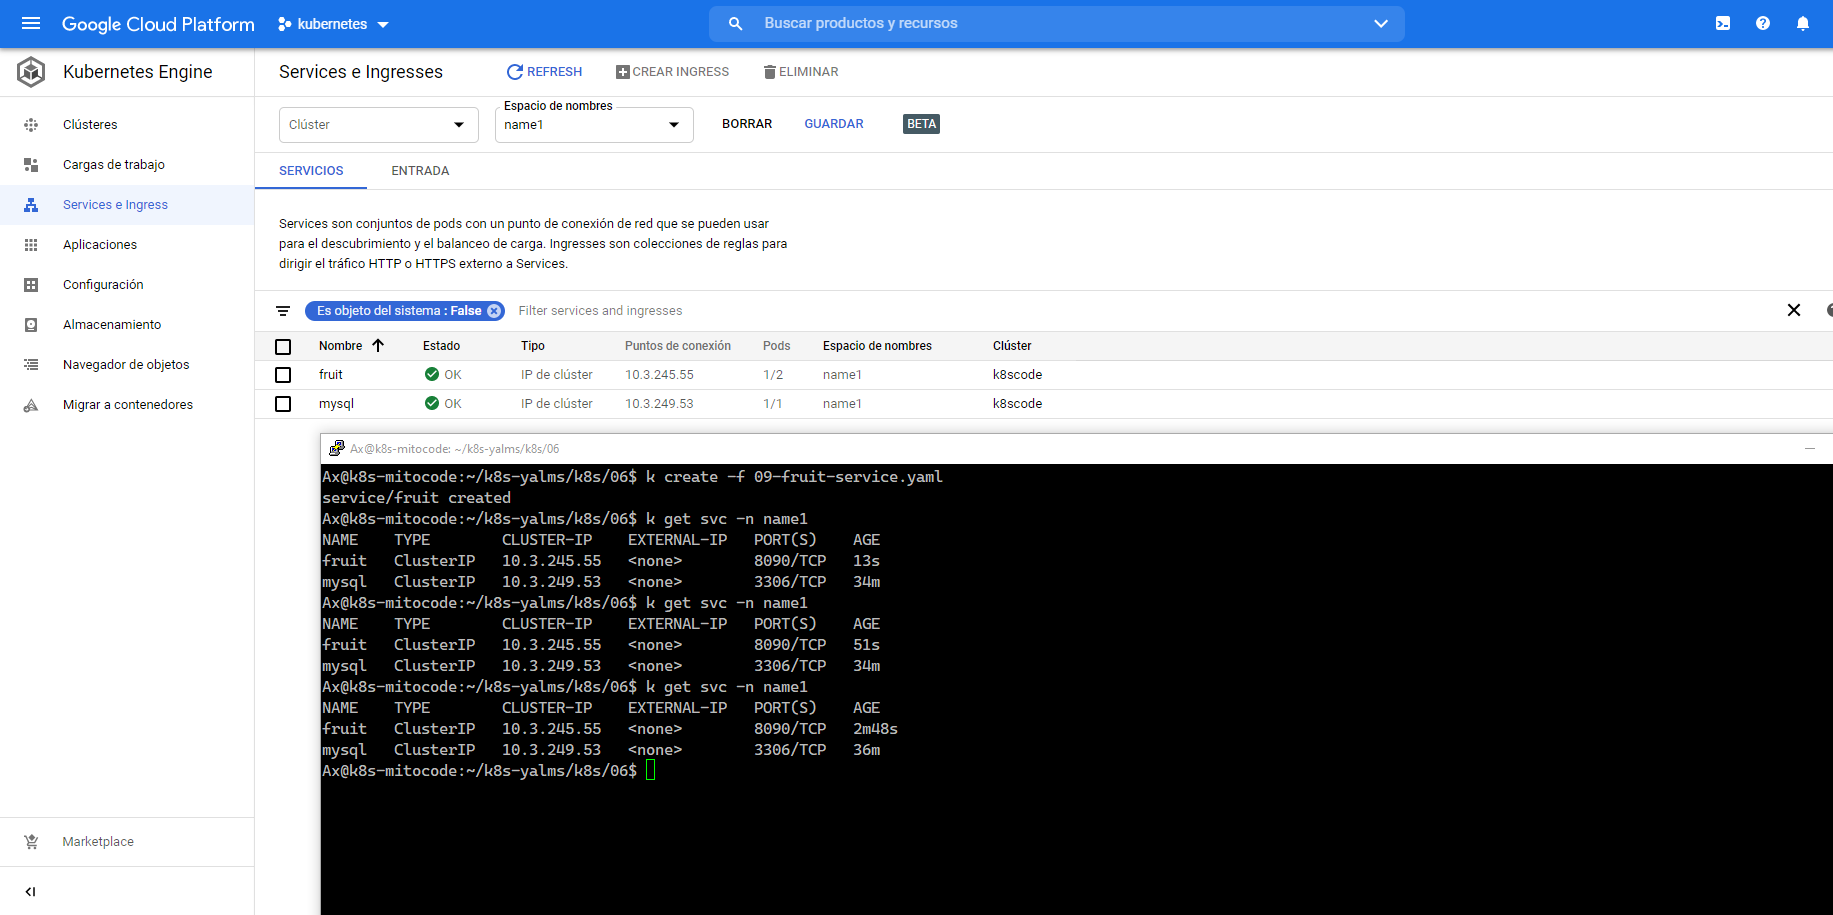 Google Cloud Platform kubernetes Buscar productos y recursos
Kubernetes Engine
Services e Ingresses REFRESH CREAR INGRESS ELIMINAR
Clústeres
Cargas de trabajo
Services e Ingress
Aplicaciones
Configuración
Almacenamiento
Navegador de objetos
Migrar a contenedores
Marketplace
Espacio de nombres
Clúster name1 BORRAR GUARDAR BETA
SERVICIOS ENTRADA
Services son conjuntos de pods con un punto de conexión de red que se pueden usar
para el descubrimiento y el balanceo de carga. Ingresses son colecciones de reglas para
dirigir el tráfico HTTP o HTTPS externo a Services.
Es objeto del sistema : False Filter services and ingresses
Nombre Estado Tipo Puntos de conexión Pods Espacio de nombres Clúster
fruit OK IP de clúster 10.3.245.55 1/2 name1 k8scode
mysql OK IP de clúster 10.3.249.53 1/1 name1 k8scode
Ax@k8s-mitocode: ~/k8s-yalms/k8s/06
Ax@k8s-mitocode:~/k8s-yalms/k8s/06$ k create -f 09-fruit-service.yaml
service/fruit created
Ax@k8s-mitocode:~/k8s-yalms/k8s/06$ k get svc -n name1
NAME TYPE CLUSTER-IP EXTERNAL-IP PORT(S) AGE
fruit ClusterIP 10.3.245.55 <none> 8090/TCP 13s
mysql ClusterIP 10.3.249.53 <none> 3306/TCP 34m
Ax@k8s-mitocode:~/k8s-yalms/k8s/06$ k get svc -n name1
NAME TYPE CLUSTER-IP EXTERNAL-IP PORT(S) AGE
fruit ClusterIP 10.3.245.55 <none> 8090/TCP 51s
mysql ClusterIP 10.3.249.53 <none> 3306/TCP 34m
Ax@k8s-mitocode:~/k8s-yalms/k8s/06$ k get svc -n name1
NAME TYPE CLUSTER-IP EXTERNAL-IP PORT(S) AGE
fruit ClusterIP 10.3.245.55 <none> 8090/TCP 2m48s
mysql ClusterIP 10.3.249.53 <none> 3306/TCP 36m
Ax@k8s-mitocode:~/k8s-yalms/k8s/06$